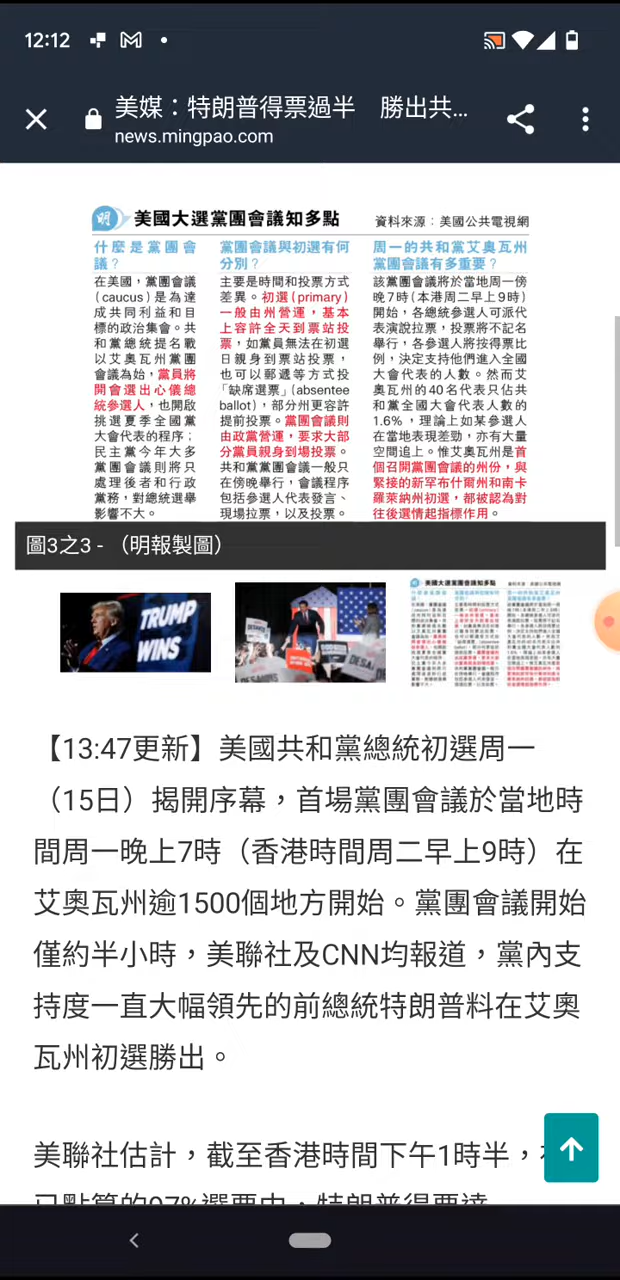 12:12
美媒：特朗普得票過半　勝出共...
news.mingpao.com
明 美國大選黨團會議知多點 資料來源：美國公共電視網
什麼是黨團會
議？
在美國，黨團會議
(caucus)是為達
成共同利益和目
標的政治集會。共
和黨總統提名戰
以艾奧瓦州黨團
會議為始，黨員將
開會選出心儀總
統參選人，也開啟
挑選夏季全國黨
大會代表的程序；
民主黨今年大多
黨團會議則將只
處理後者和行政
黨務，對總統選舉
影響不大。
黨團會議與初選有何
分別？
主要是時間和投票方式
差異。初選(primary)
一般由州營運，基本
上容許全天到票站投
票，如黨員無法在初選
日親身到票站投票，
也可以郵遞等方式投
「缺席選票」(absentee
ballot)，部分州更容許
提前投票。黨團會議則
由政黨營運，要求大部
分黨員親身到場投票。
共和黨黨團會議一般只
在傍晚舉行，會議程序
包括參選人代表發言、
現場拉票，以及投票。
周一的共和黨艾奧瓦州
黨團會議有多重要？
該黨團會議將於當地周一傍
晚7時(本港周二早上9時)
開始，各總統參選人可派代
表演說拉票，投票將不記名
舉行，各參選人將按得票比
例，決定支持他們進入全國
大會代表的人數。然而艾
奧瓦州的40名代表只佔共
和黨全國大會代表人數的
1.6%，理論上如某參選人
在當地表現差勁，亦有大量
空間追上。惟艾奧瓦州是首
個召開黨團會議的州份，與
緊接的新罕布什爾州和南卡
羅萊納州初選，都被認為對
往後選情起指標作用。
圖3之3 - （明報製圖）
TRUMP
WINS
【13:47更新】美國共和黨總統初選周一
（15日）揭開序幕，首場黨團會議於當地時
間周一晚上7時（香港時間周二早上9時）在
艾奧瓦州逾1500個地方開始。黨團會議開始
僅約半小時，美聯社及CNN均報道，黨內支
持度一直大幅領先的前總統特朗普料在艾奧
瓦州初選勝出。
美聯社估計，截至香港時間下午1時半，在
已點算的97%選票中，特朗普得票達